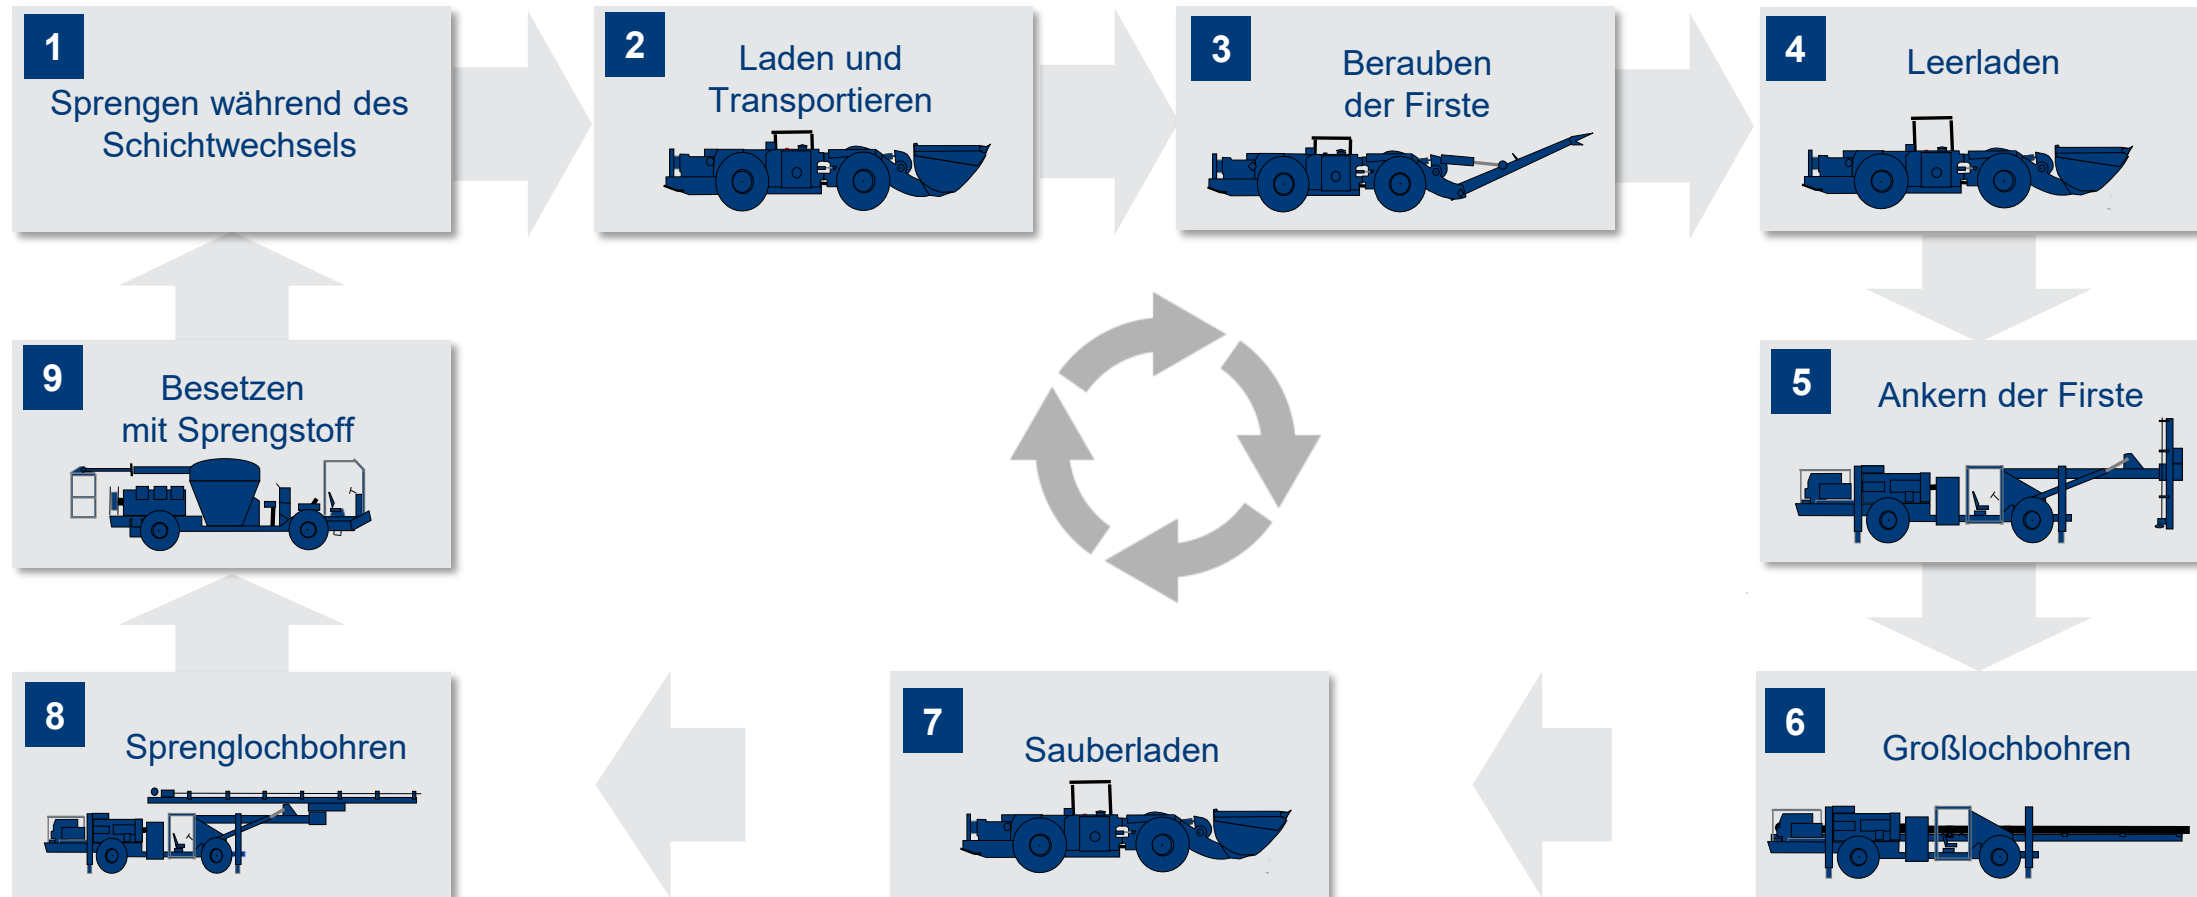 1
Sprengen während des
Schichtwechsels
2
Laden und
Transportieren
3
Berauben
der Firste
4
Leerladen
5
Ankern der Firste
6
Großlochbohren
7
Sauberladen
8
Sprenglochbohren
9
Besetzen
mit Sprengstoff